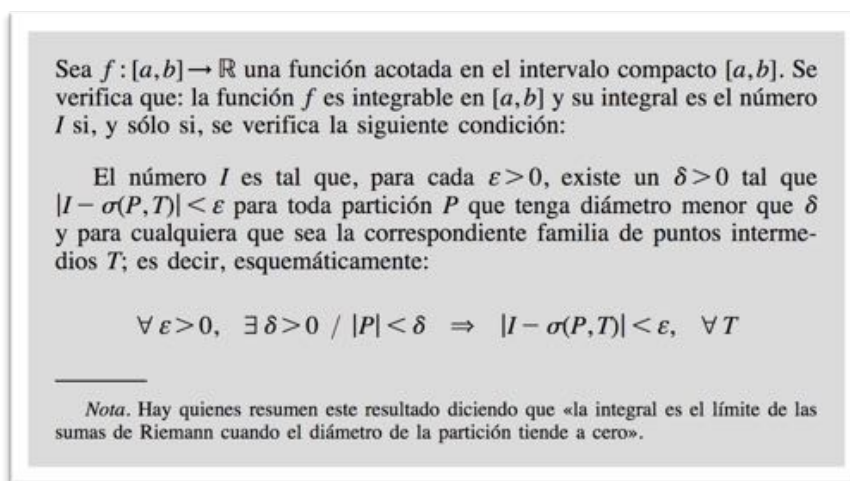 Sea f : [a,b] → ℝ una función acotada en el intervalo compacto [a,b]. Se
verifica que: la función f es integrable en [a,b] y su integral es el número
I si, y sólo si, se verifica la siguiente condición:
El número I es tal que, para cada ε > 0, existe un δ > 0 tal que
|I − σ(P,T)| < ε para toda partición P que tenga diámetro menor que δ
y para cualquiera que sea la correspondiente familia de puntos interme-
dios T; es decir, esquemáticamente:
∀ ε > 0, ∃ δ > 0 / |P| < δ ⇒ |I − σ(P,T)| < ε, ∀ T
Nota. Hay quienes resumen este resultado diciendo que «la integral es el límite de las
sumas de Riemann cuando el diámetro de la partición tiende a cero».